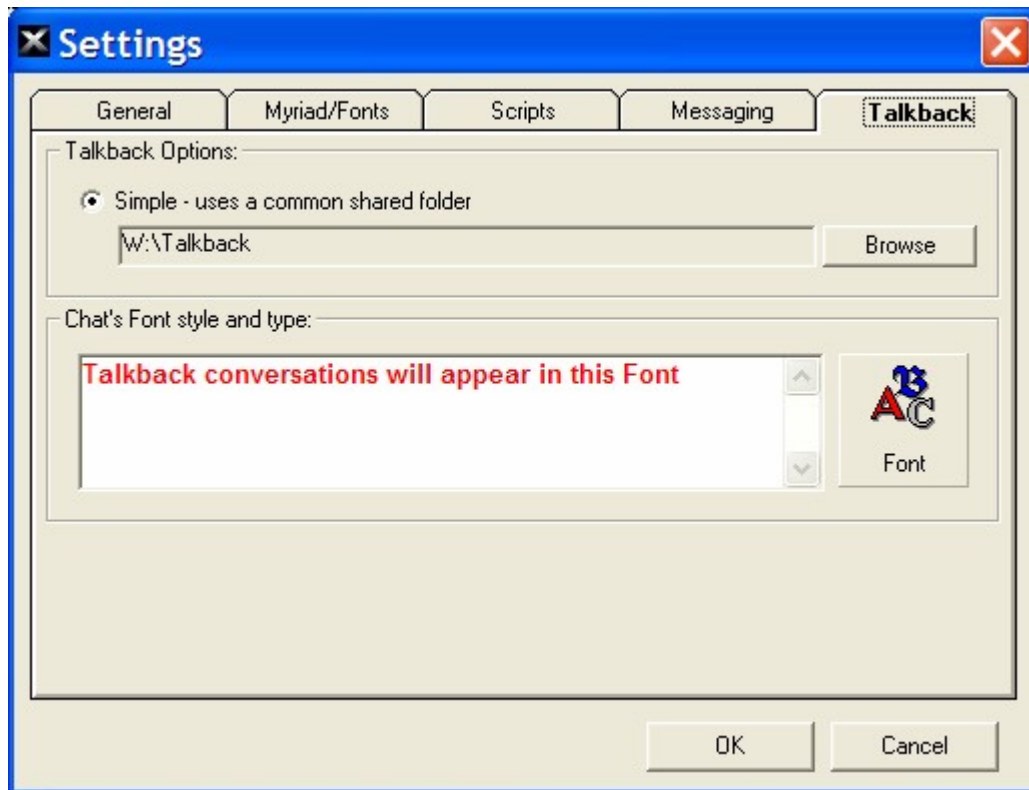 Settings
General Myriad/Fonts Scripts Messaging Talkback
Talkback Options:
Simple - uses a common shared folder
W:\Talkback Browse
Chat's Font style and type:
Talkback conversations will appear in this Font
ABC
Font
OK Cancel